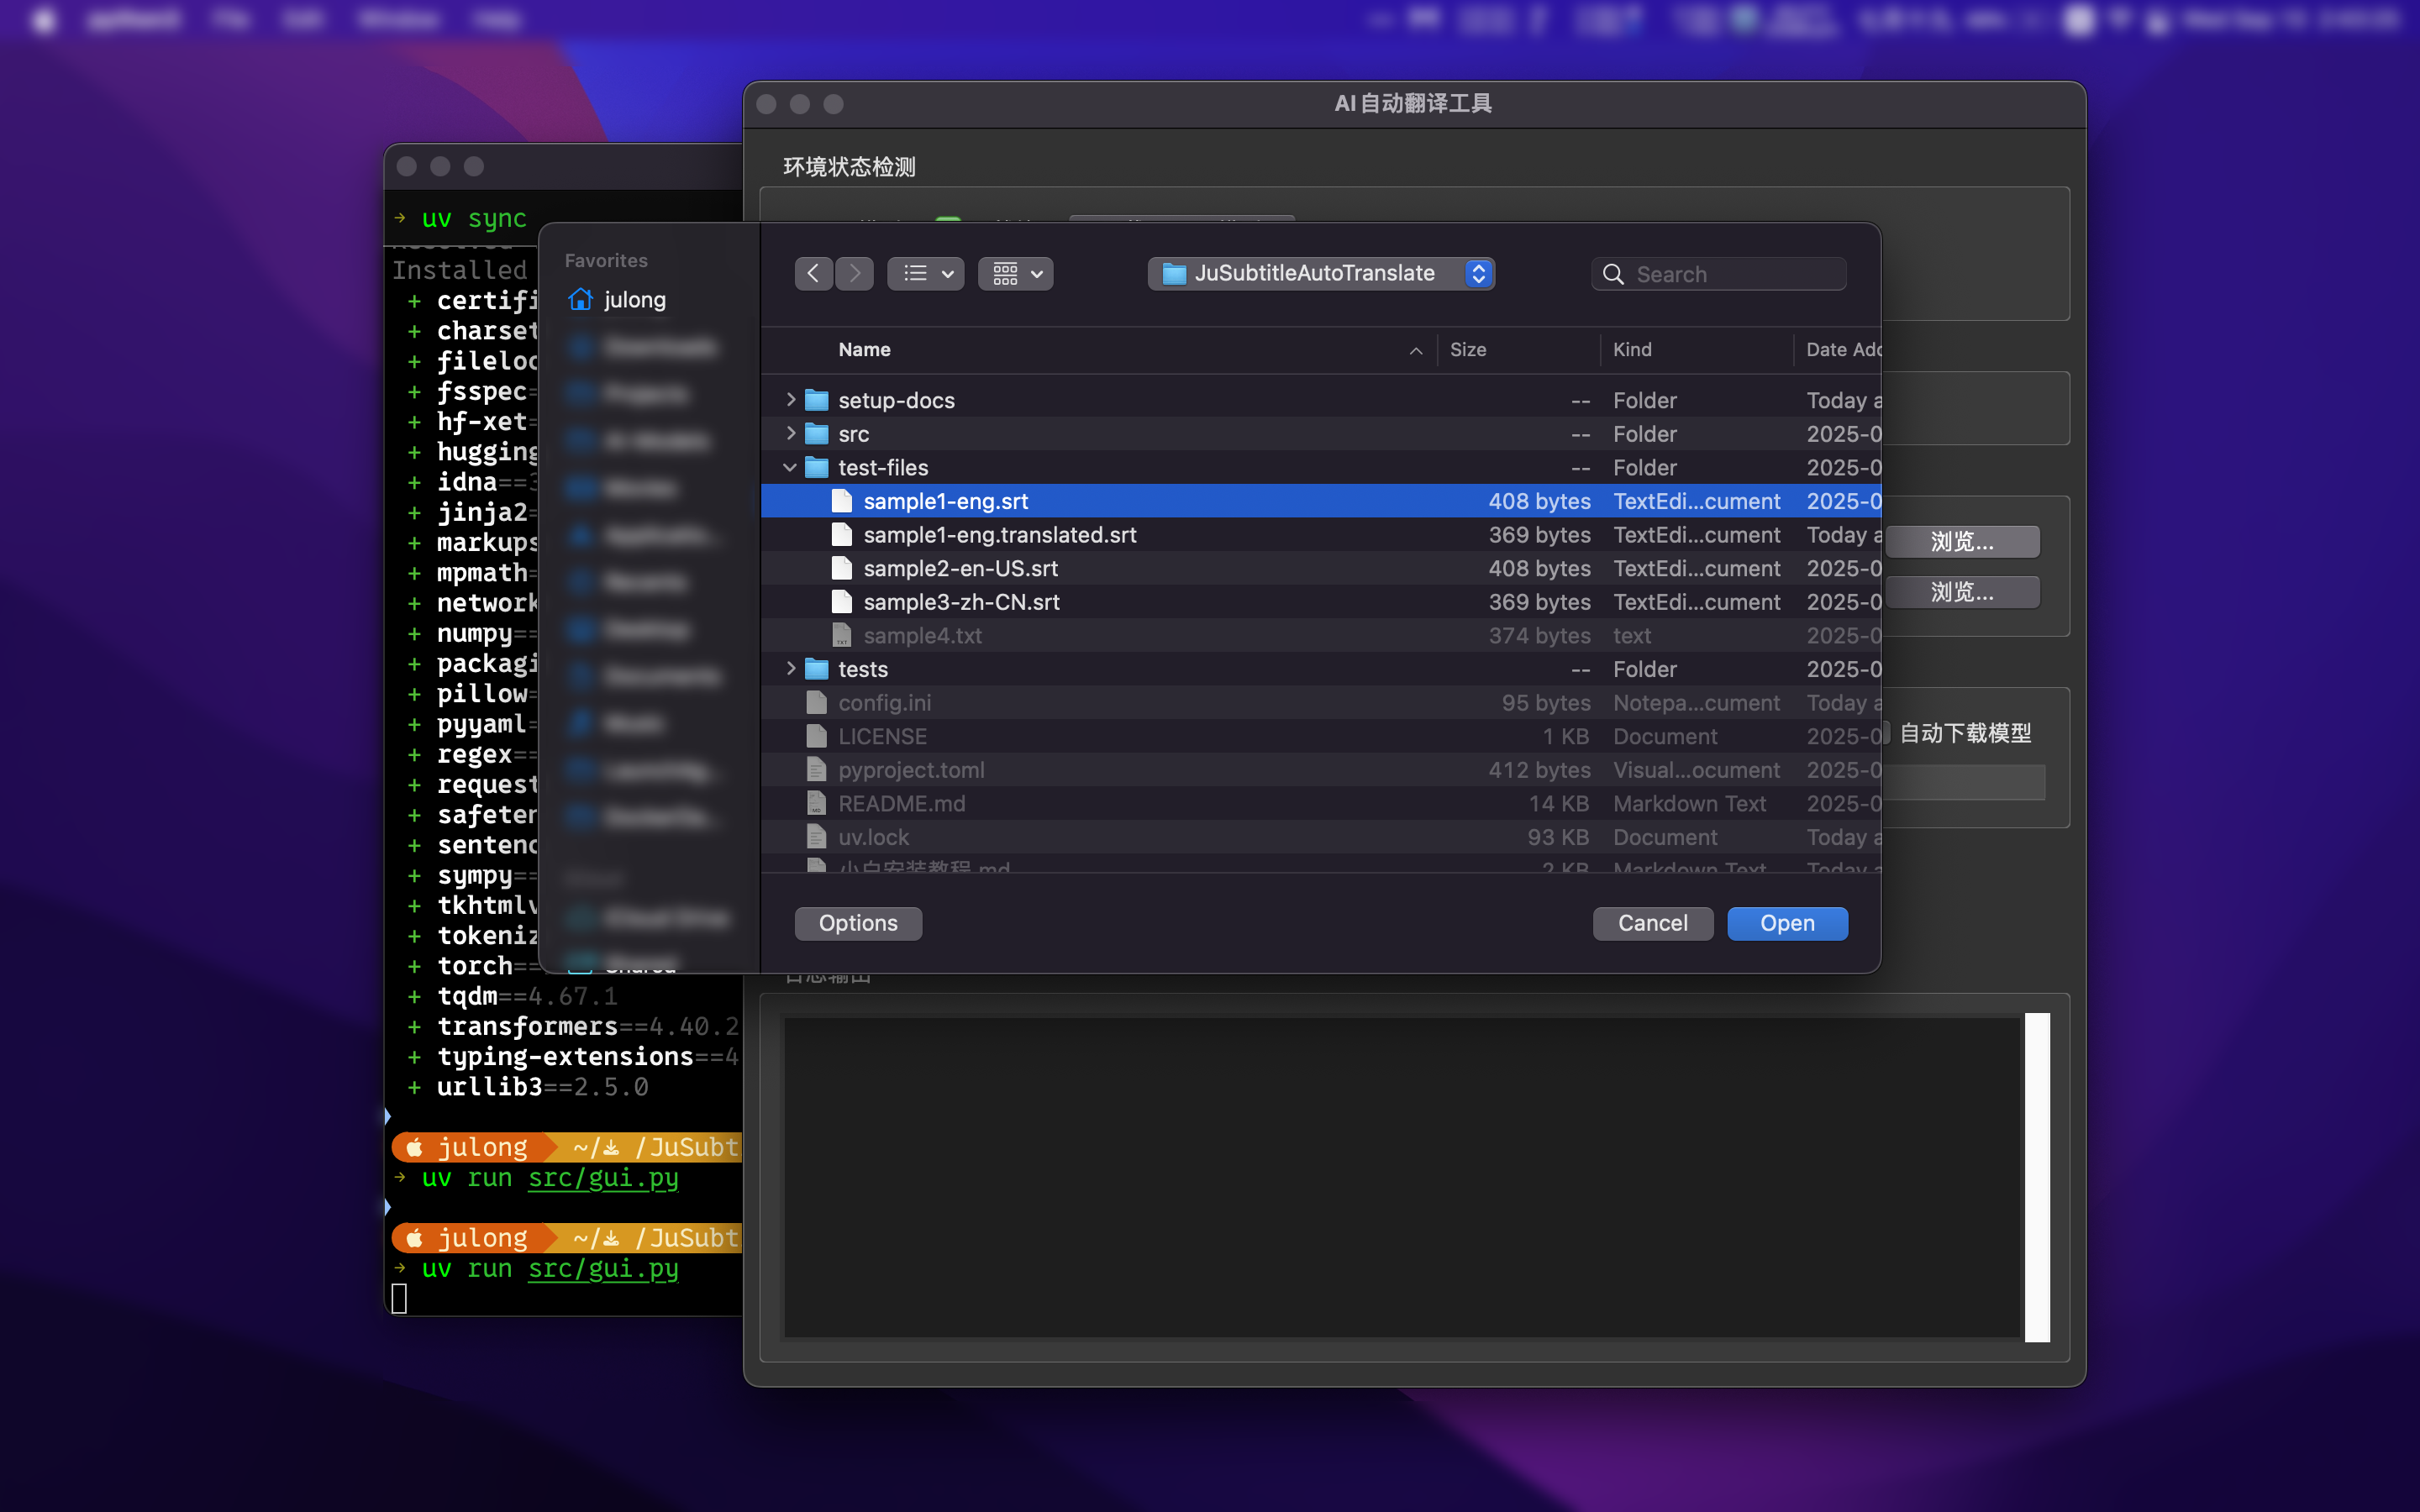 AI自动翻译工具
环境状态检测
→ uv sync
Installed
+ certifi
+ charset
+ fileloc
+ fsspec=
+ hf-xet=
+ hugging
+ idna==3
+ jinja2=
+ markups
+ mpmath=
+ network
+ numpy==
+ packagi
+ pillow=
+ pyyaml=
+ regex==
+ request
+ safeten
+ sentenc
+ sympy==
+ tkhtmlv
+ tokeniz
+ torch==
+ tqdm==4.67.1
+ transformers==4.40.2
+ typing-extensions==4
+ urllib3==2.5.0
julong ~/ /JuSubt
→ uv run src/gui.py
julong ~/ /JuSubt
→ uv run src/gui.py
Favorites
julong
Shared
JuSubtitleAutoTranslate
Search
Name Size Kind Date Add
setup-docs -- Folder Today a
src -- Folder 2025-0
test-files -- Folder 2025-0
sample1-eng.srt 408 bytes TextEdi...cument 2025-0
sample1-eng.translated.srt 369 bytes TextEdi...cument Today a
sample2-en-US.srt 408 bytes TextEdi...cument 2025-0
sample3-zh-CN.srt 369 bytes TextEdi...cument 2025-0
sample4.txt 374 bytes text 2025-0
tests -- Folder 2025-0
config.ini 95 bytes Notepa...cument Today a
LICENSE 1 KB Document 2025-0
pyproject.toml 412 bytes Visual...ocument 2025-0
README.md 14 KB Markdown Text 2025-0
uv.lock 93 KB Document Today a
小白安装教程.md 2 KB Markdown Text Today a
Options
Cancel
Open
浏览...
浏览...
自动下载模型
日志输出